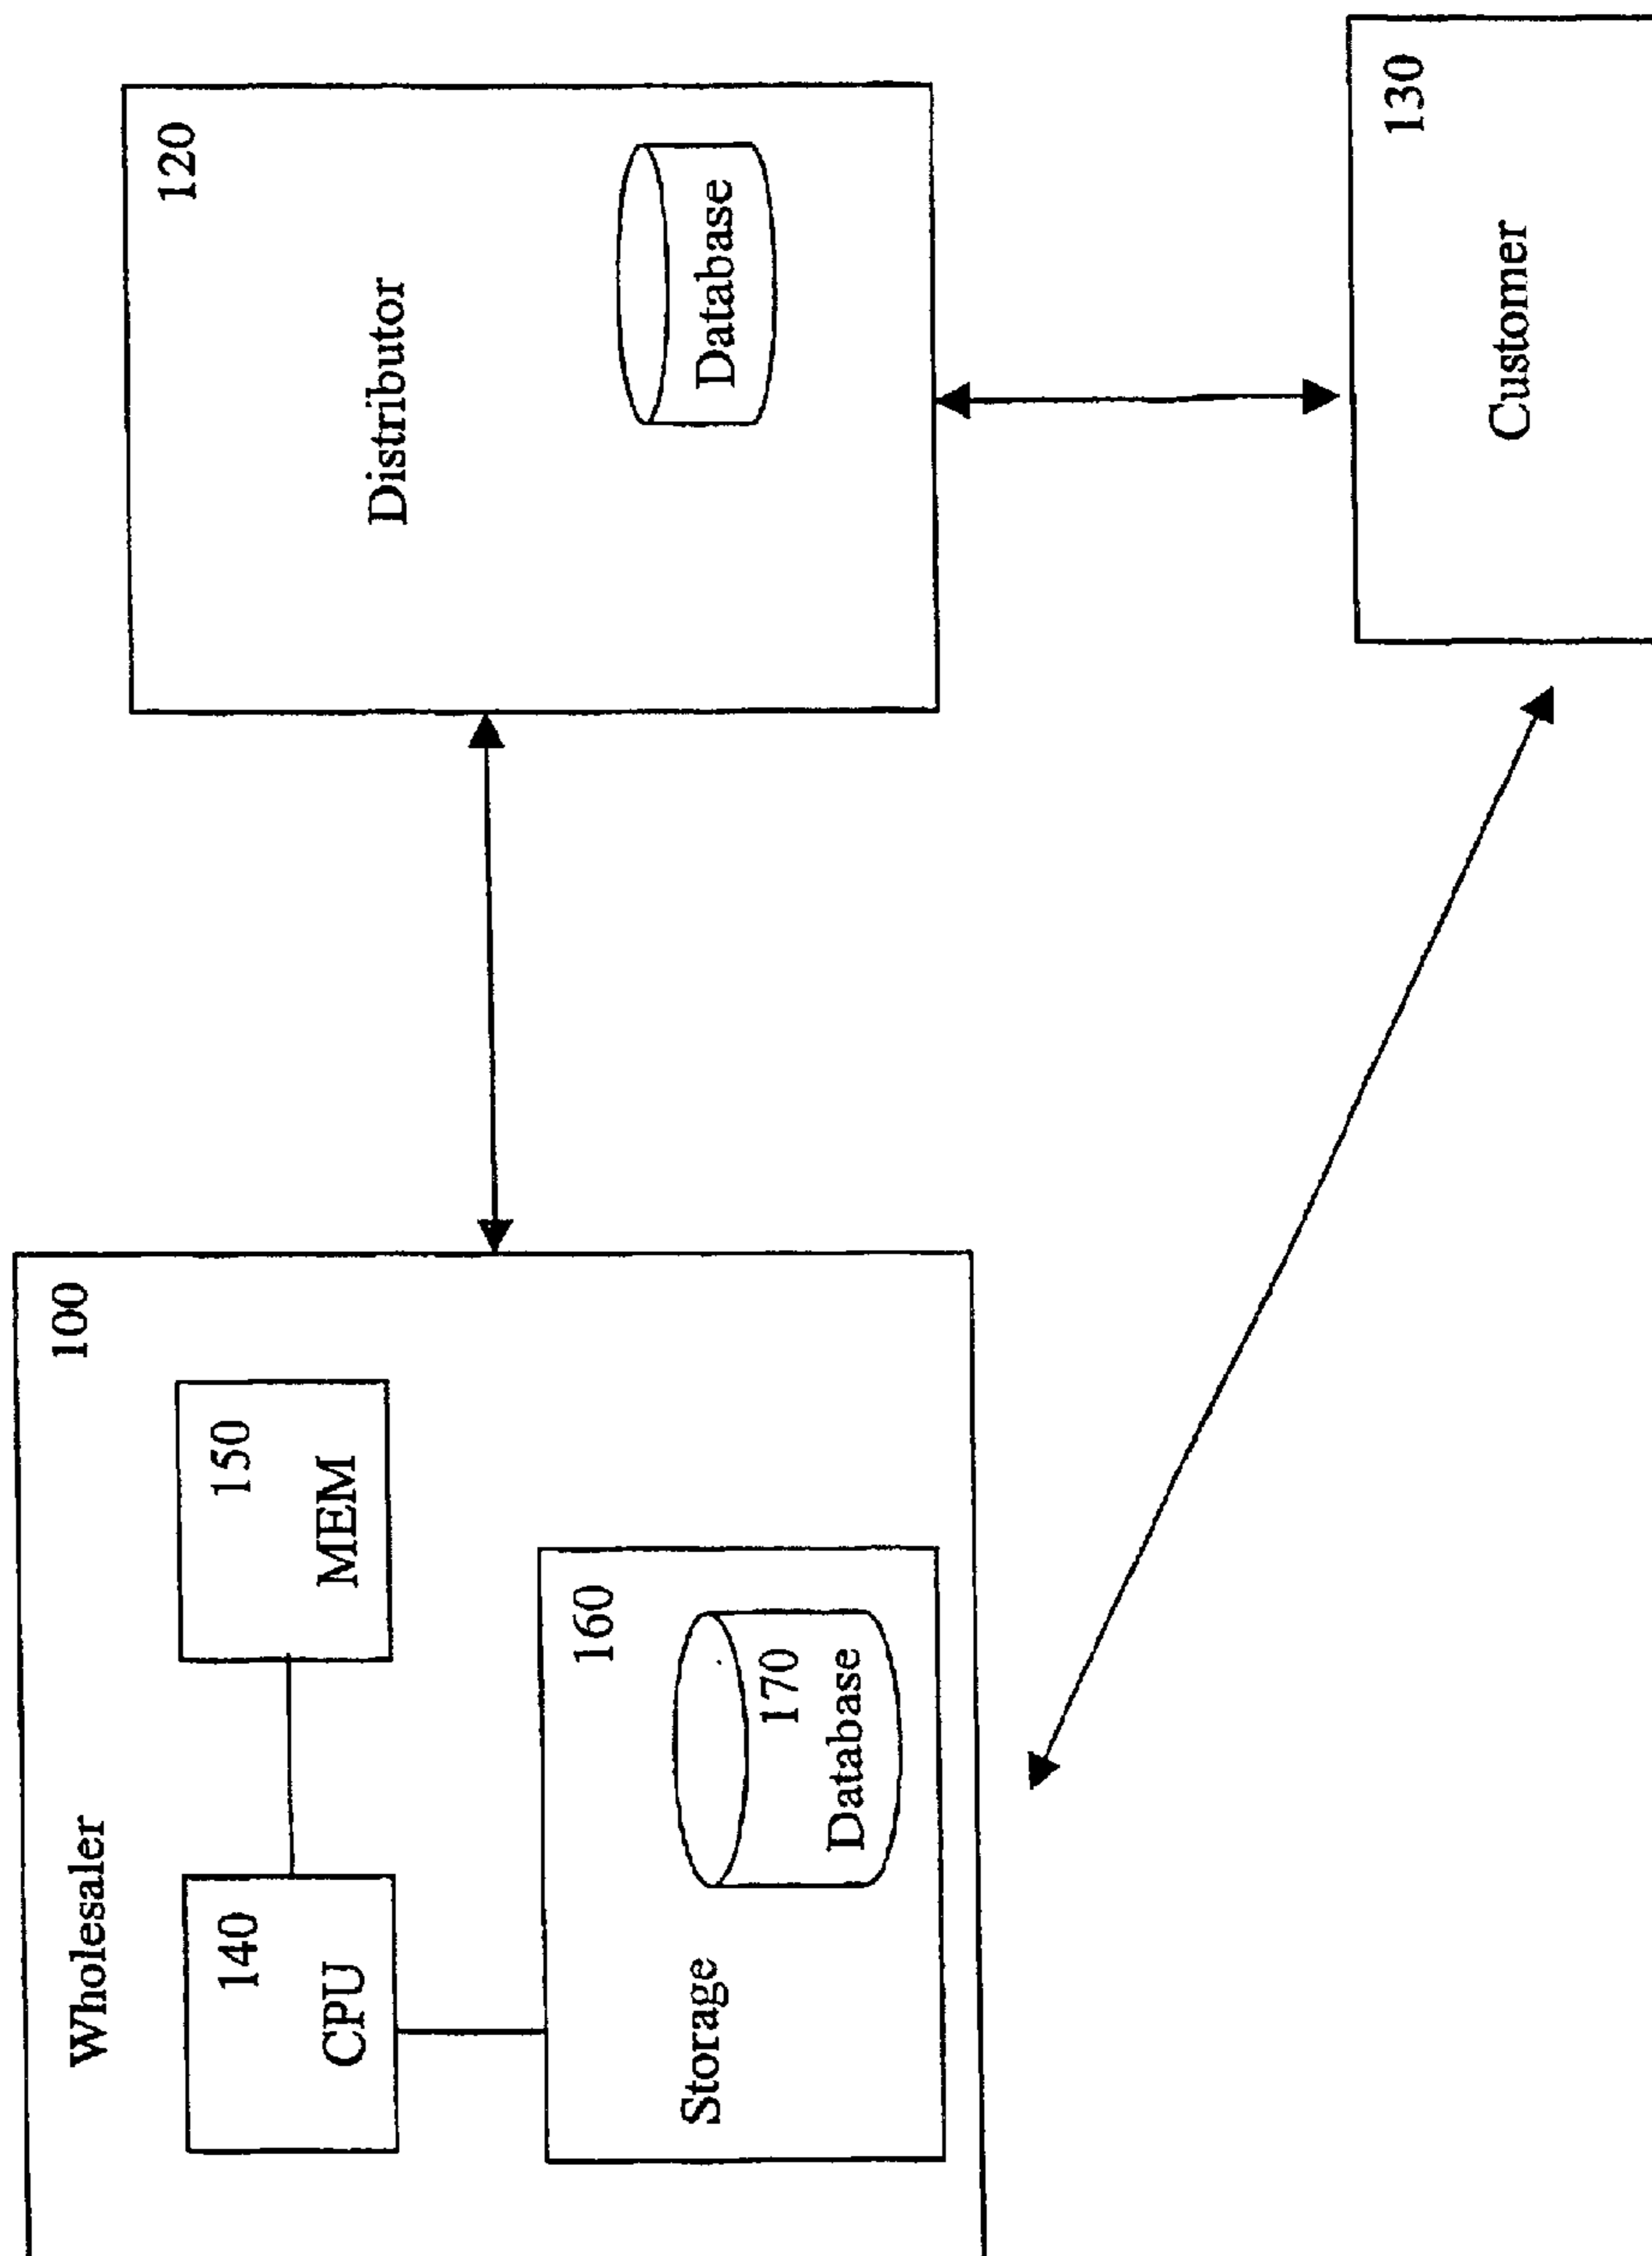 Wholesaler
100
140
CPU
150
MEM
Storage
160
170
Database
120
Distributor
Database
130
Customer